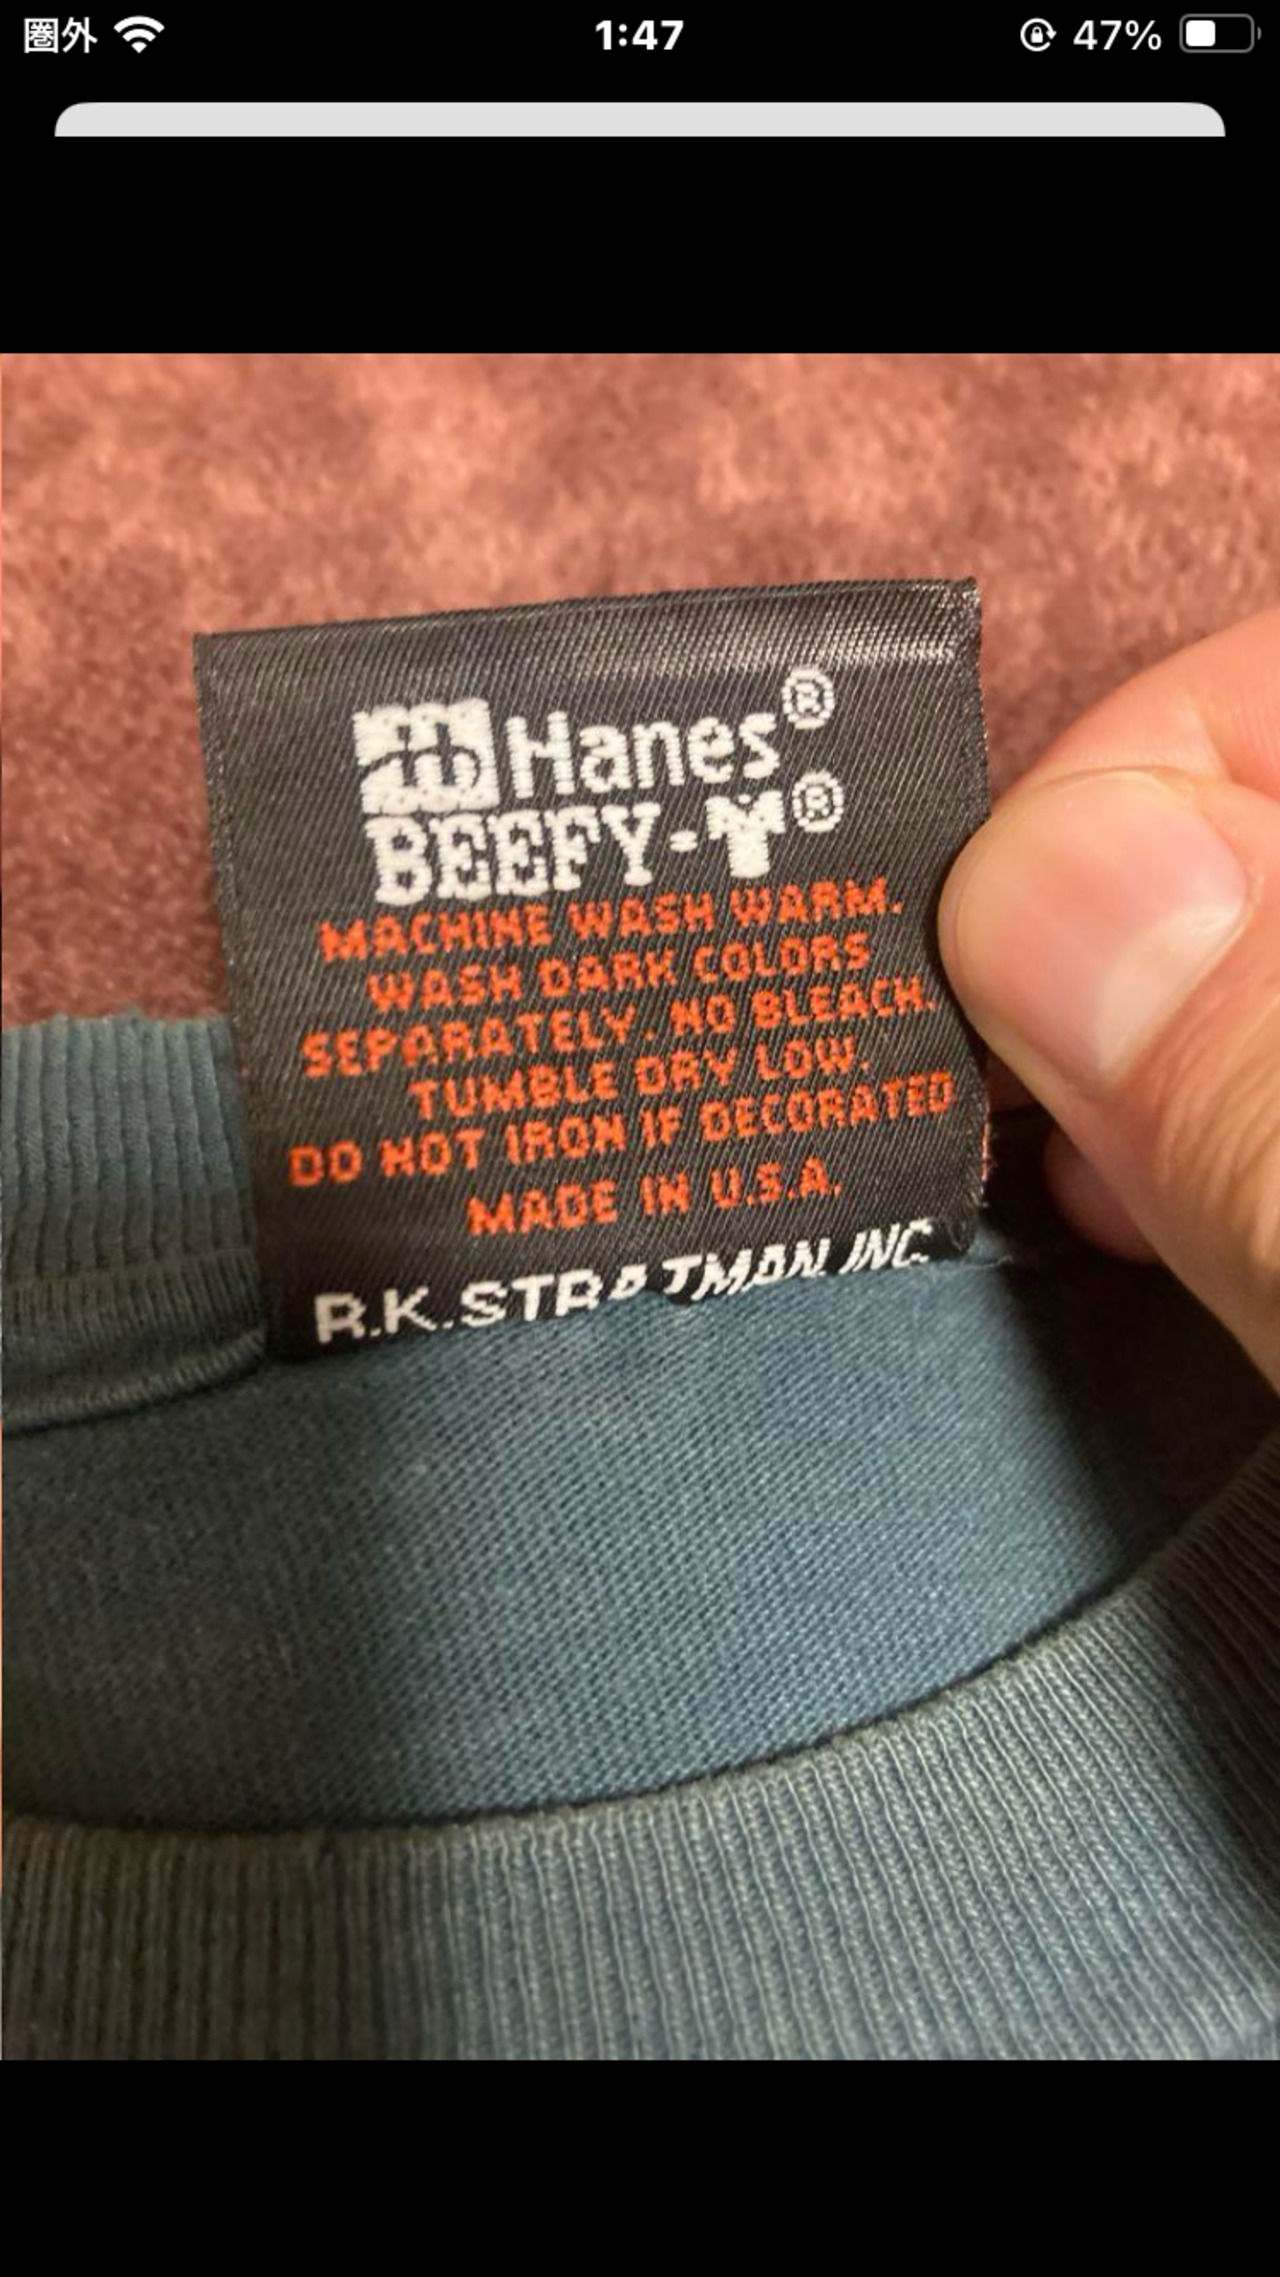 圏外 1:47 47%
Hanes®
BEEFY-T®
MACHINE WASH WARM.
WASH DARK COLORS
SEPARATELY. NO BLEACH.
TUMBLE DRY LOW.
DO NOT IRON IF DECORATED
MADE IN U.S.A.
R.K.STRATMAN, INC